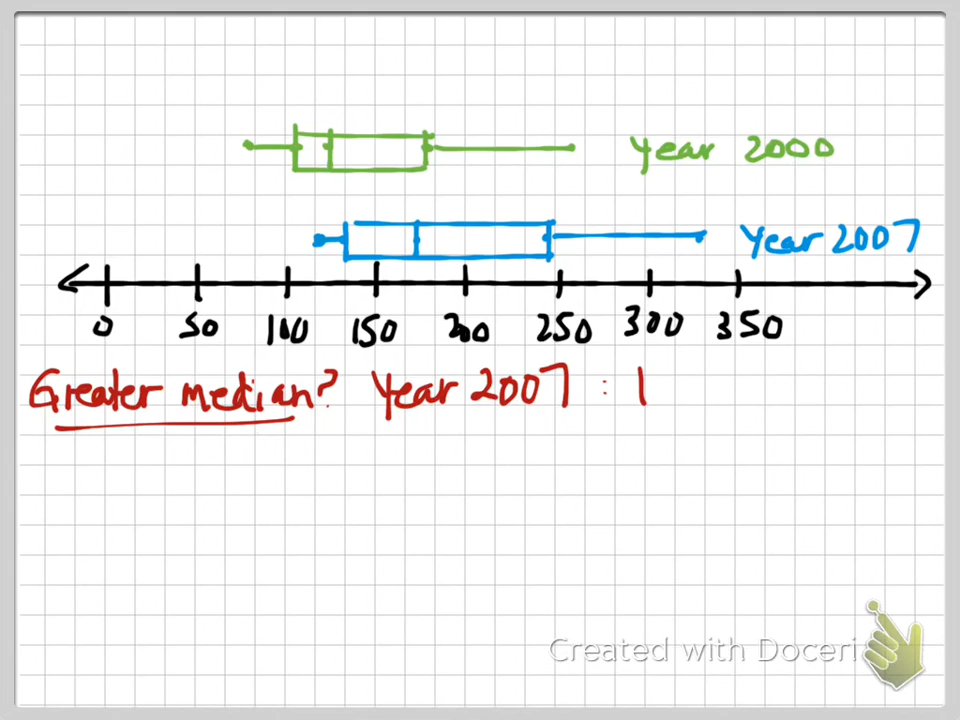 Year 2000
Year 2007
0 50 100 150 200 250 300 350
Greater median? Year 2007 : 1
Created with Doceri